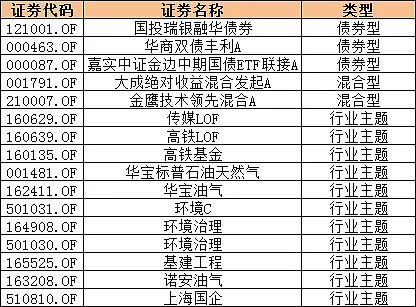 证券代码 证券名称 类型
121001.OF 国投瑞银融华债券 债券型
000463.OF 华商双债丰利A 债券型
000087.OF 嘉实中证金边中期国债ETF联接A 债券型
001791.OF 大成绝对收益混合发起A 混合型
210007.OF 金鹰技术领先混合A 混合型
160629.OF 传媒LOF 行业主题
160639.OF 高铁LOF 行业主题
160135.OF 高铁基金 行业主题
001481.OF 华宝标普石油天然气 行业主题
162411.OF 华宝油气 行业主题
501031.OF 环境C 行业主题
164908.OF 环境治理 行业主题
501030.OF 环境治理 行业主题
165525.OF 基建工程 行业主题
163208.OF 诺安油气 行业主题
510810.OF 上海国企 行业主题